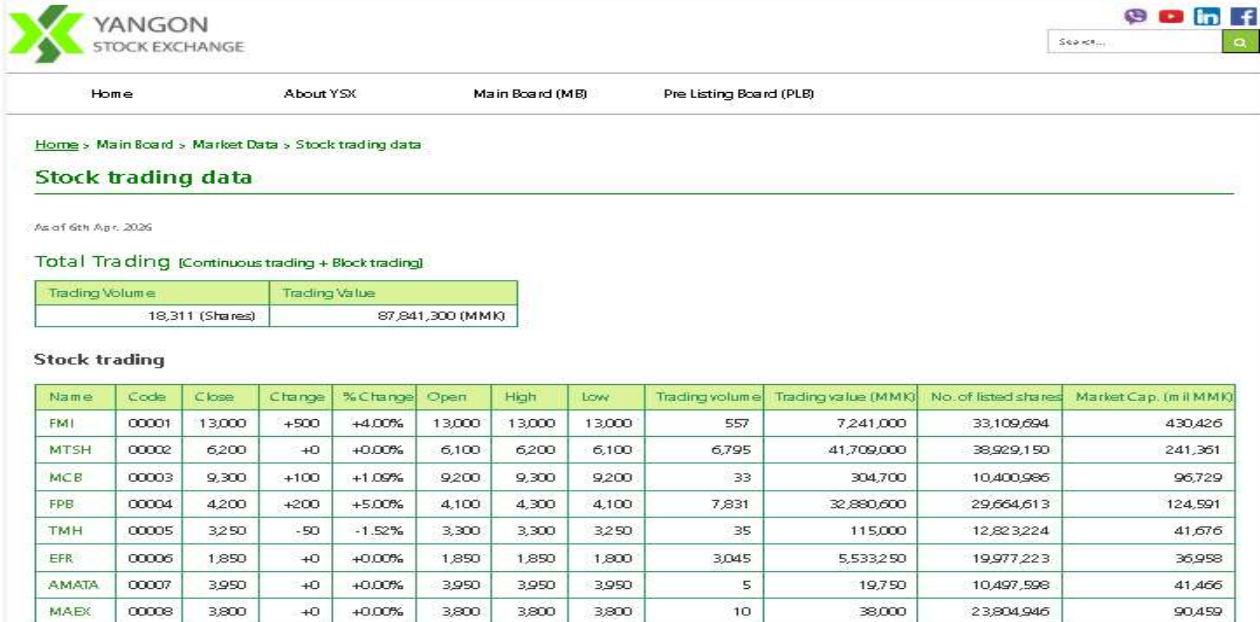 YANGON
STOCK EXCHANGE
Search...
Home About YSX Main Board (MB) Pre Listing Board (PLB)
Home > Main Board > Market Data > Stock trading data
Stock trading data
As of 6th Apr. 2026
Total Trading [Continuous trading + Block trading]
Trading Volume Trading Value
18,311 (Shares) 87,841,300 (MMK)
Stock trading
Name Code Close Change % Change Open High Low Trading volume Trading value (MMK) No. of listed shares Market Cap. (mil MMK)
FMI 00001 13,000 +500 +4.00% 13,000 13,000 13,000 557 7,241,000 33,109,694 430,426
MTSH 00002 6,200 +0 +0.00% 6,100 6,200 6,100 6,795 41,709,000 38,929,150 241,361
MCB 00003 9,300 +100 +1.09% 9,200 9,300 9,200 33 304,700 10,400,986 96,729
FPB 00004 4,200 +200 +5.00% 4,100 4,300 4,100 7,831 32,880,600 29,664,613 124,591
TMH 00005 3,250 -50 -1.52% 3,300 3,300 3,250 35 115,000 12,823,224 41,676
EFR 00006 1,850 +0 +0.00% 1,850 1,850 1,800 3,045 5,533,250 19,977,223 36,958
AMATA 00007 3,950 +0 +0.00% 3,950 3,950 3,950 5 19,750 10,497,598 41,466
MAEX 00008 3,800 +0 +0.00% 3,800 3,800 3,800 10 38,000 23,804,946 90,459